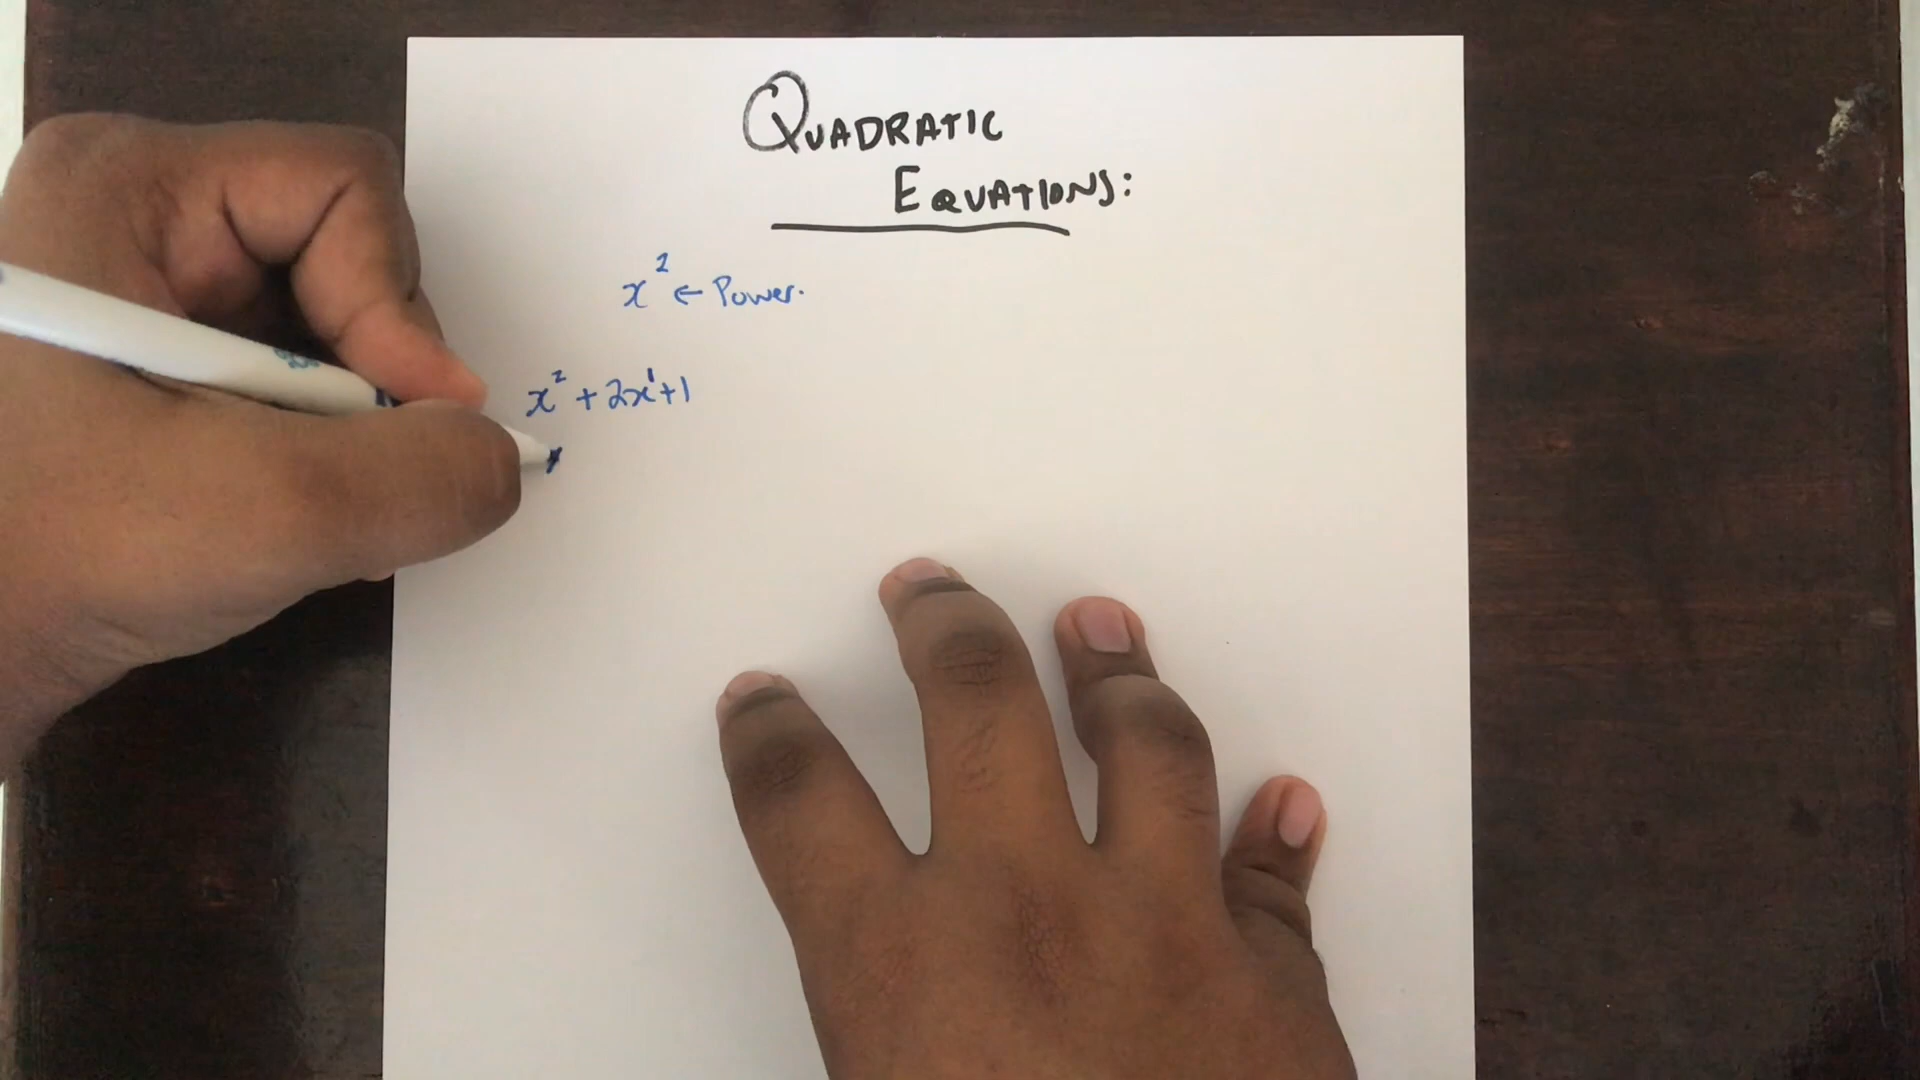 QUADRATIC
EQUATIONS:
x² ← Power.
x² + 2x¹+1